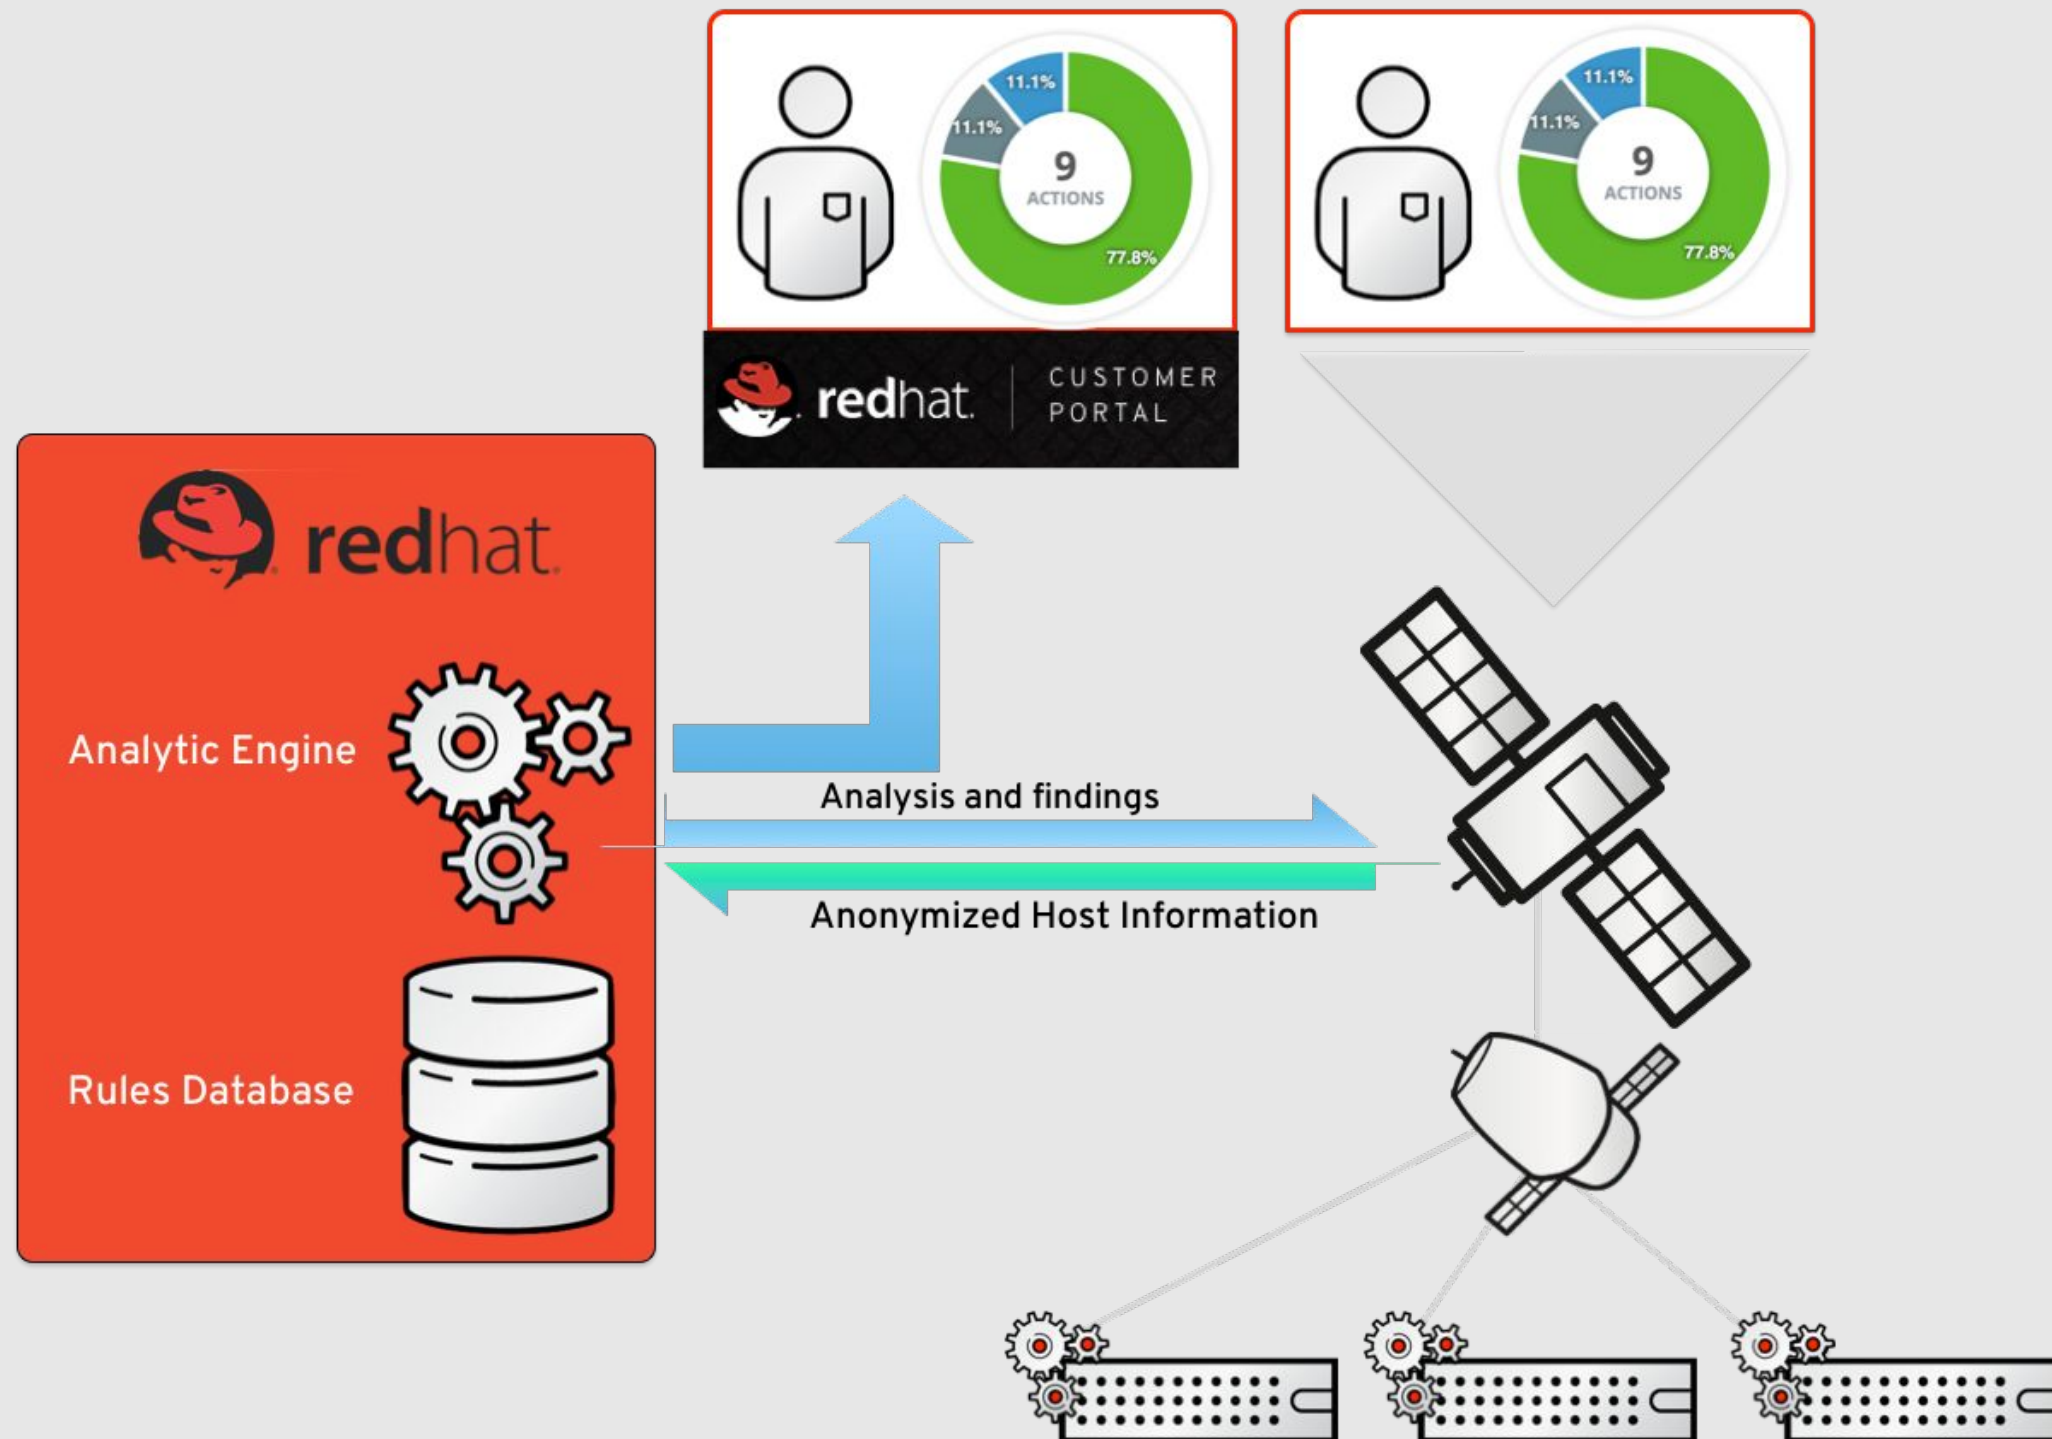 11.1%
11.1%
9
ACTIONS
77.8%
11.1%
11.1%
9
ACTIONS
77.8%
redhat.
CUSTOMER
PORTAL
redhat.
Analytic Engine
Analysis and findings
Anonymized Host Information
Rules Database